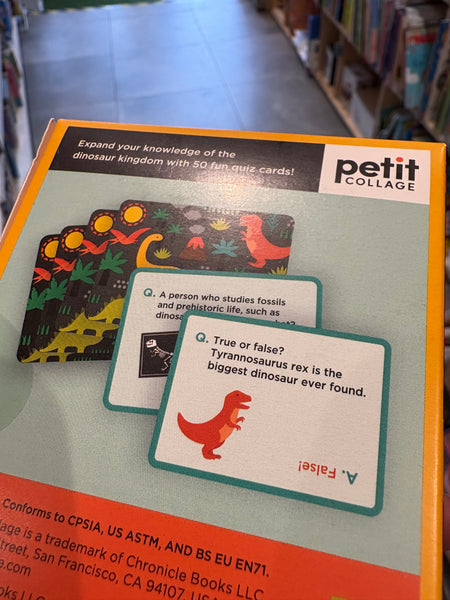 Expand your knowledge of the
dinosaur kingdom with 50 fun quiz cards!
petit
COLLAGE
Q. A person who studies fossils
and prehistoric life, such as
Q. True or false?
Tyrannosaurus rex is the
biggest dinosaur ever found.
A. False!
Conforms to CPSIA, US ASTM, AND BS EU EN71.
is a trademark of Chronicle Books LLC
San Francisco, CA 94107,
LLC